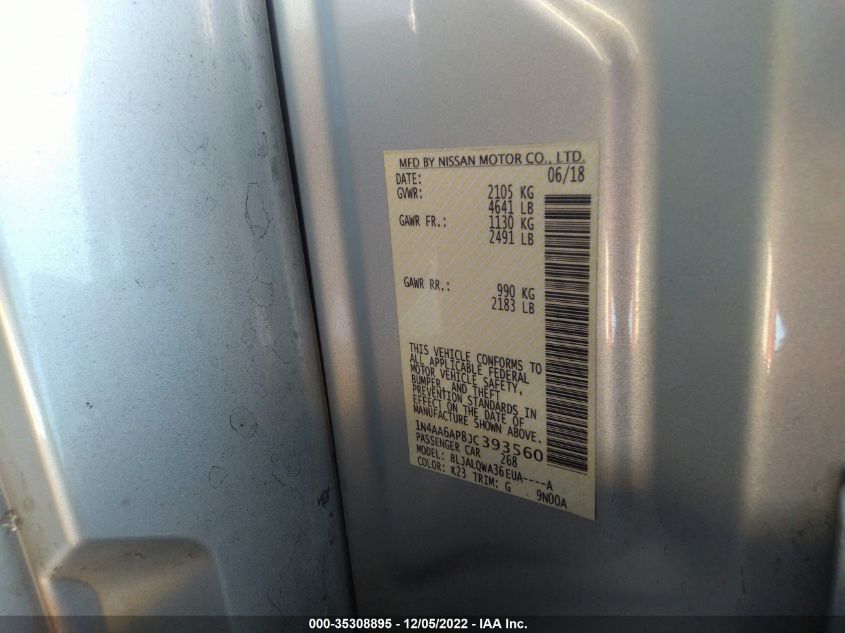 MFD BY NISSAN MOTOR CO., LTD.
DATE: 06/18
GVWR: 2105 KG
4641 LB
GAWR FR.: 1130 KG
2491 LB
GAWR RR.: 990 KG
2183 LB
THIS VEHICLE CONFORMS TO
ALL APPLICABLE FEDERAL
MOTOR VEHICLE SAFETY,
BUMPER, AND THEFT
PREVENTION STANDARDS IN
EFFECT ON THE DATE OF
MANUFACTURE SHOWN ABOVE.
1N4AA6AP8JC393560
PASSENGER CAR 268
MODEL: BLJALQWA36EUA----A
COLOR: K23 TRIM: G 9N00A
000-35308895 - 12/05/2022 - IAA Inc.